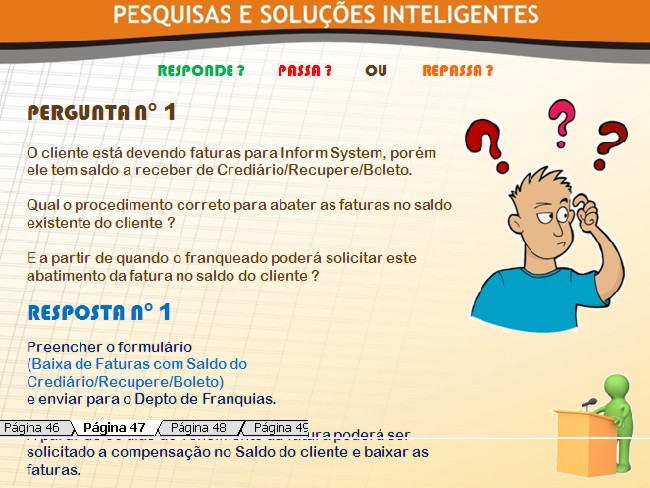 PESQUISAS E SOLUÇÕES INTELIGENTES
RESPONDE ? PASSA ? OU REPASSA ?
PERGUNTA Nº 1
O cliente está devendo faturas para Inform System, porém
ele tem saldo a receber de Crediário/Recupere/Boleto.
Qual o procedimento correto para abater as faturas no saldo
existente do cliente ?
E a partir de quando o franqueado poderá solicitar este
abatimento da fatura no saldo do cliente ?
RESPOSTA Nº 1
Preencher o formulário
(Baixa de Faturas com Saldo do
Crediário/Recupere/Boleto)
e enviar para o Depto de Franquias.
Página 46 Página 47 Página 48 Página 49
fatura poderá ser
solicitado a compensação no Saldo do cliente e baixar as
faturas.